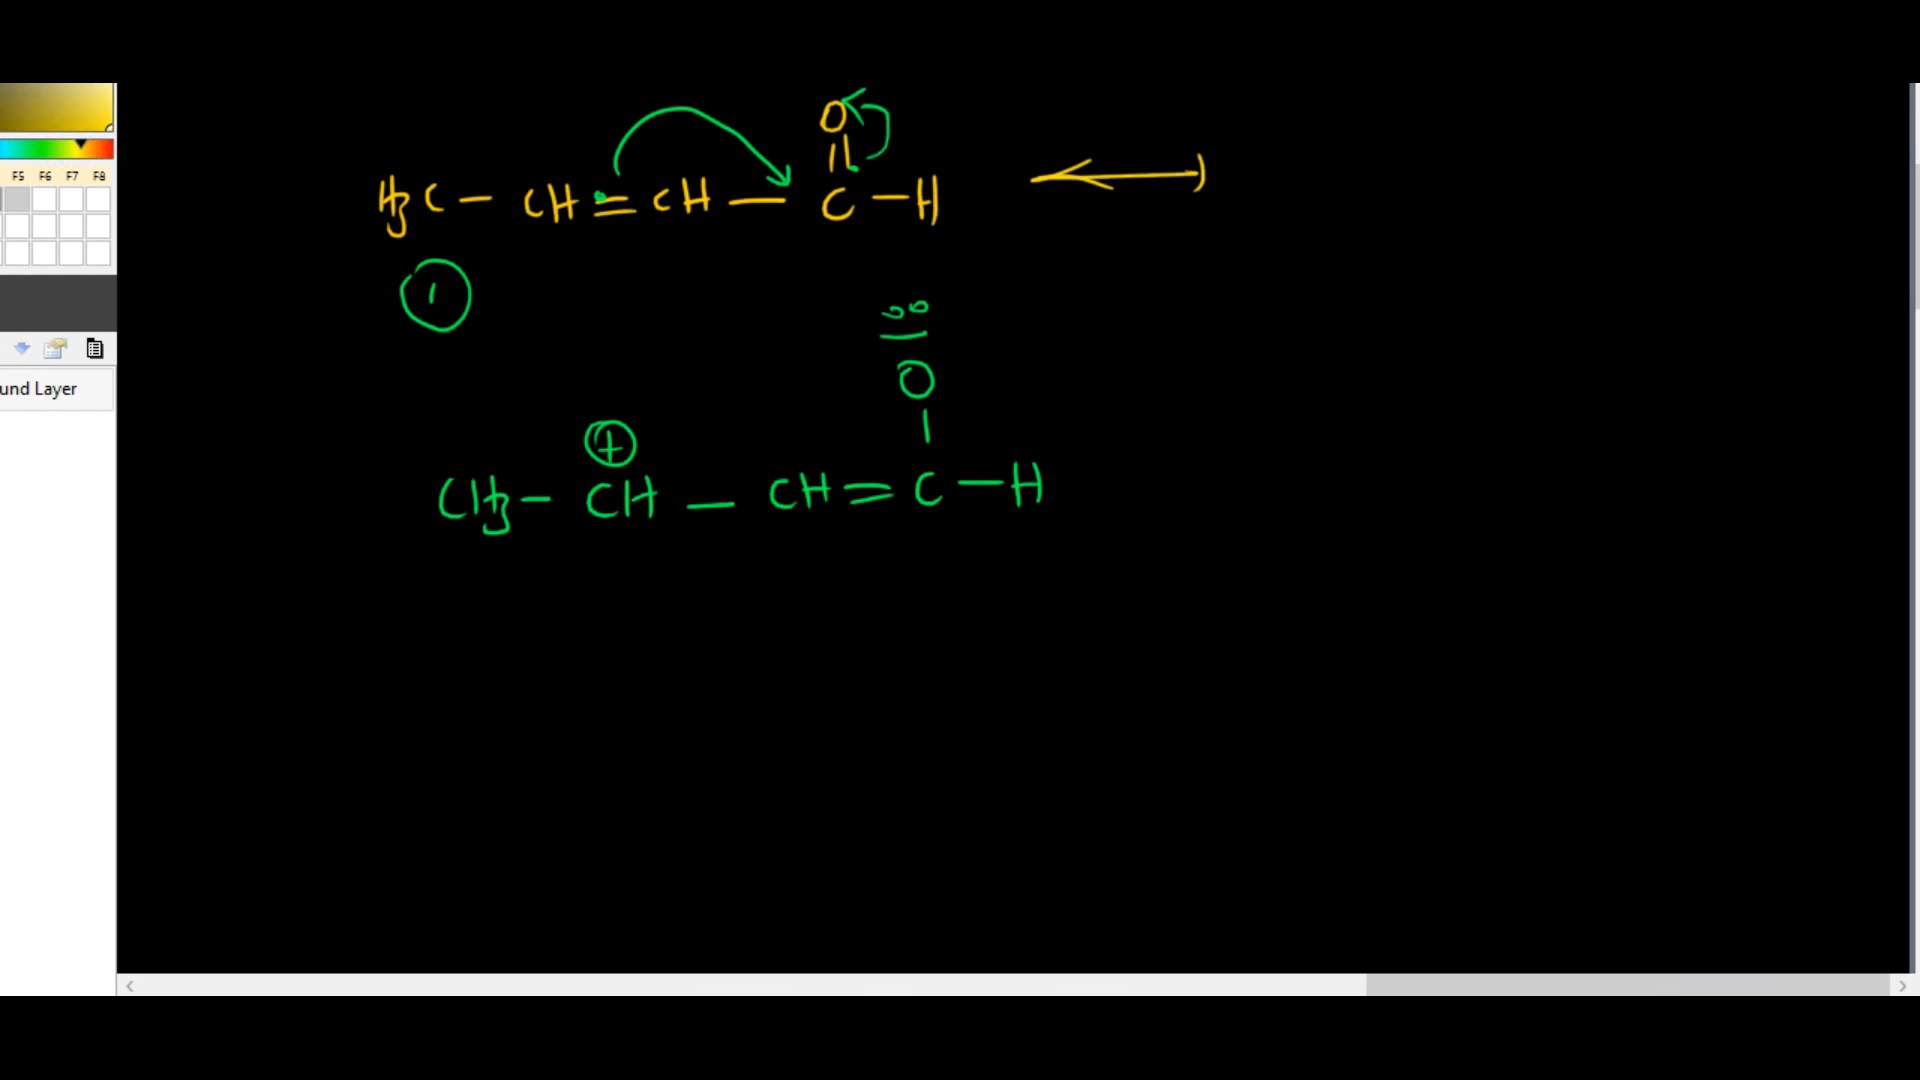 F5 F6 F7 F8
O
||
H3C — CH = CH — C — H
1
und Layer
O
|
⊕
CH3 — CH — CH = C — H